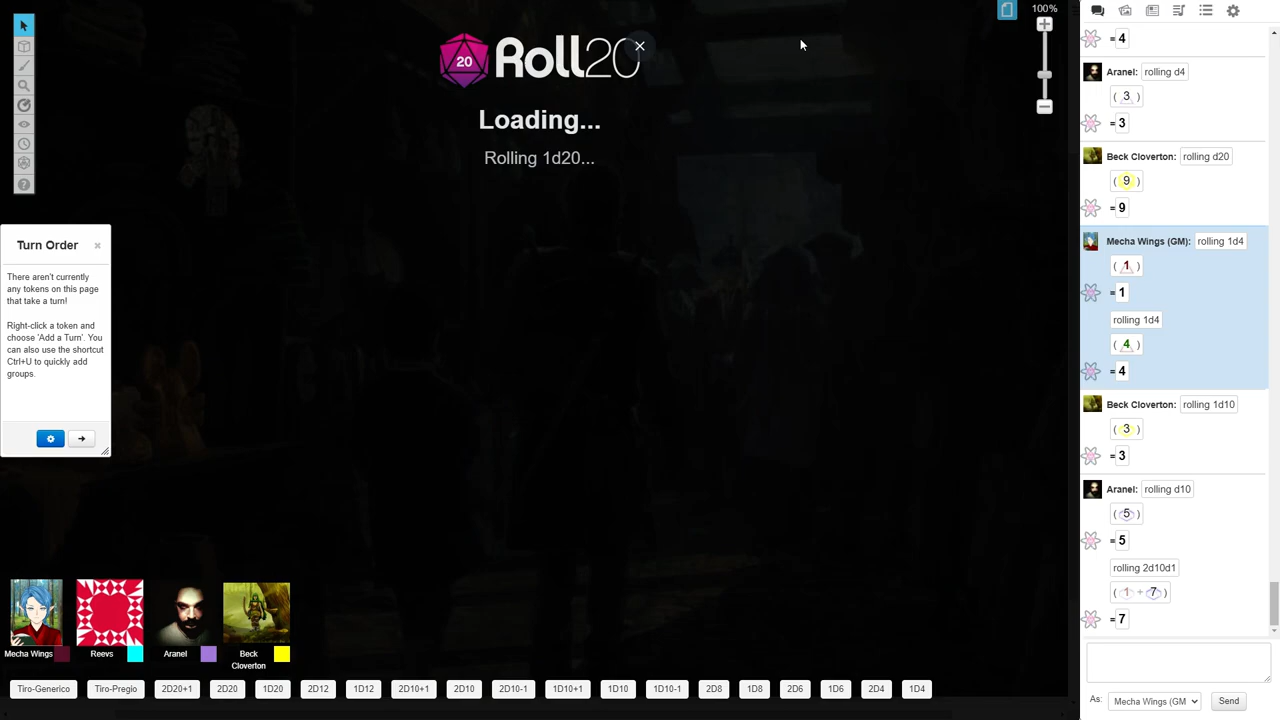 20 Roll20
Loading...
Rolling 1d20...
100%
Turn Order
There aren't currently
any tokens on this page
that take a turn!
Right-click a token and
choose 'Add a Turn'. You
can also use the shortcut
Ctrl+U to quickly add
groups.
Mecha Wings
Reevs
Aranel
Beck
Cloverton
Tiro-Generico
Tiro-Pregio
2D20+1
2D20
1D20
2D12
1D12
2D10+1
2D10
2D10-1
1D10+1
1D10
1D10-1
2D8
1D8
2D6
1D6
2D4
1D4
= 4
Aranel: rolling d4
( 3 )
= 3
Beck Cloverton: rolling d20
( 9 )
= 9
Mecha Wings (GM): rolling 1d4
( 1 )
= 1
rolling 1d4
( 4 )
= 4
Beck Cloverton: rolling 1d10
( 3 )
= 3
Aranel: rolling d10
( 5 )
= 5
rolling 2d10d1
( 1 + 7 )
= 7
As: Mecha Wings (GM Send